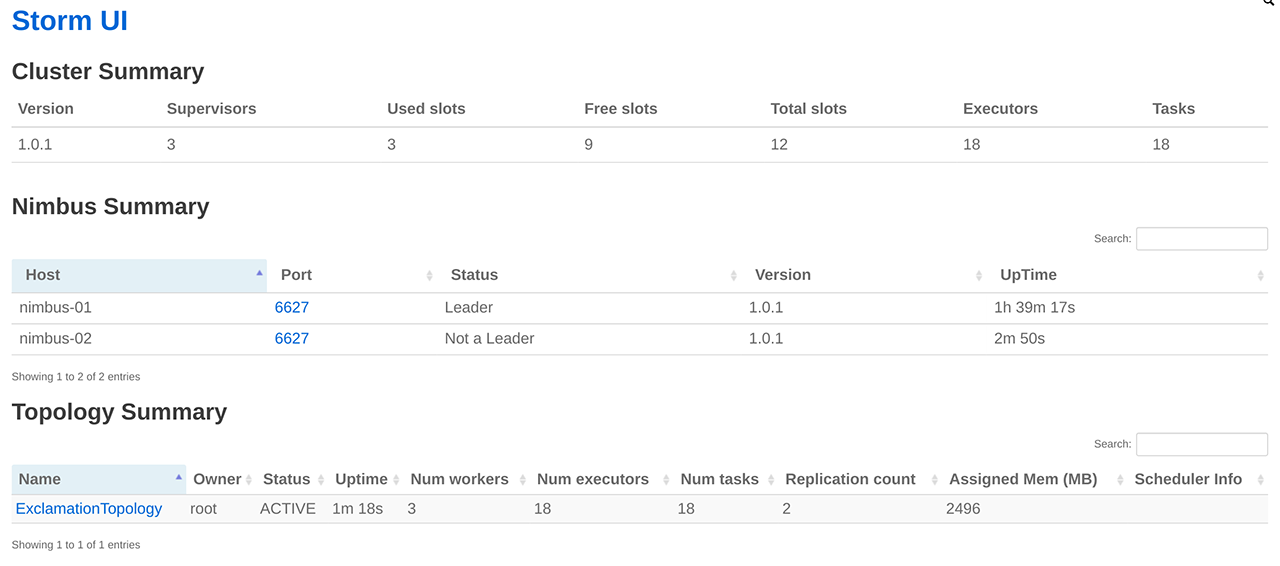 Storm UI
Cluster Summary
Version Supervisors Used slots Free slots Total slots Executors Tasks
1.0.1 3 3 9 12 18 18
Nimbus Summary
Search:
Host Port Status Version UpTime
nimbus-01 6627 Leader 1.0.1 1h 39m 17s
nimbus-02 6627 Not a Leader 1.0.1 2m 50s
Showing 1 to 2 of 2 entries
Topology Summary
Search:
Name Owner Status Uptime Num workers Num executors Num tasks Replication count Assigned Mem (MB) Scheduler Info
ExclamationTopology root ACTIVE 1m 18s 3 18 18 2 2496
Showing 1 to 1 of 1 entries